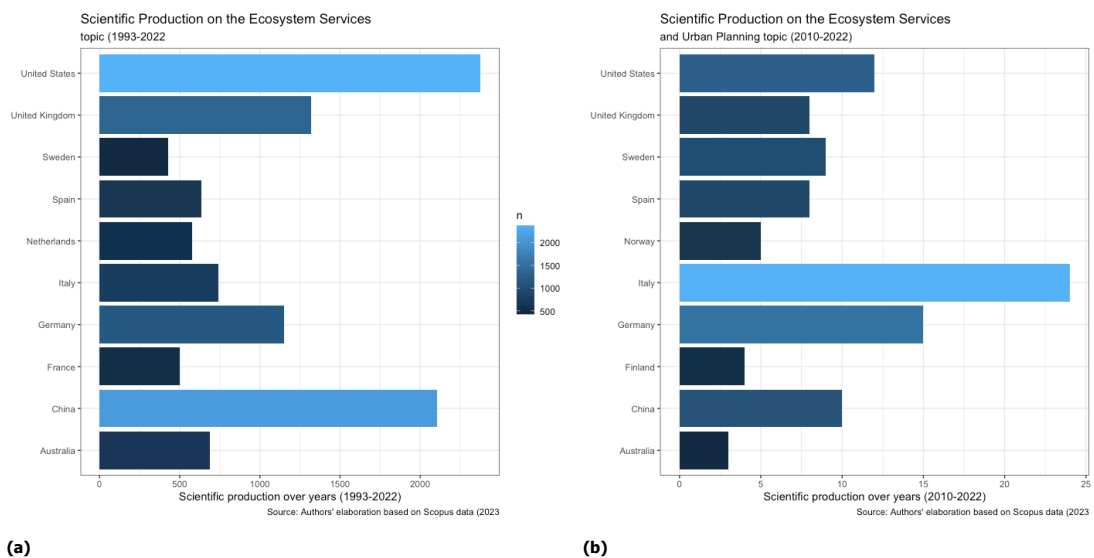 Scientific Production on the Ecosystem Services
topic (1993-2022
United States
United Kingdom
Sweden
Spain
Netherlands
Italy
Germany
France
China
Australia
0 500 1000 1500 2000
Scientific production over years (1993-2022)
Source: Authors' elaboration based on Scopus data (2023
n
2000
1500
1000
500
(a)
Scientific Production on the Ecosystem Services
and Urban Planning topic (2010-2022)
United States
United Kingdom
Sweden
Spain
Norway
Italy
Germany
Finland
China
Australia
0 5 10 15 20 25
Scientific production over years (2010-2022)
Source: Authors' elaboration based on Scopus data (2023
(b)